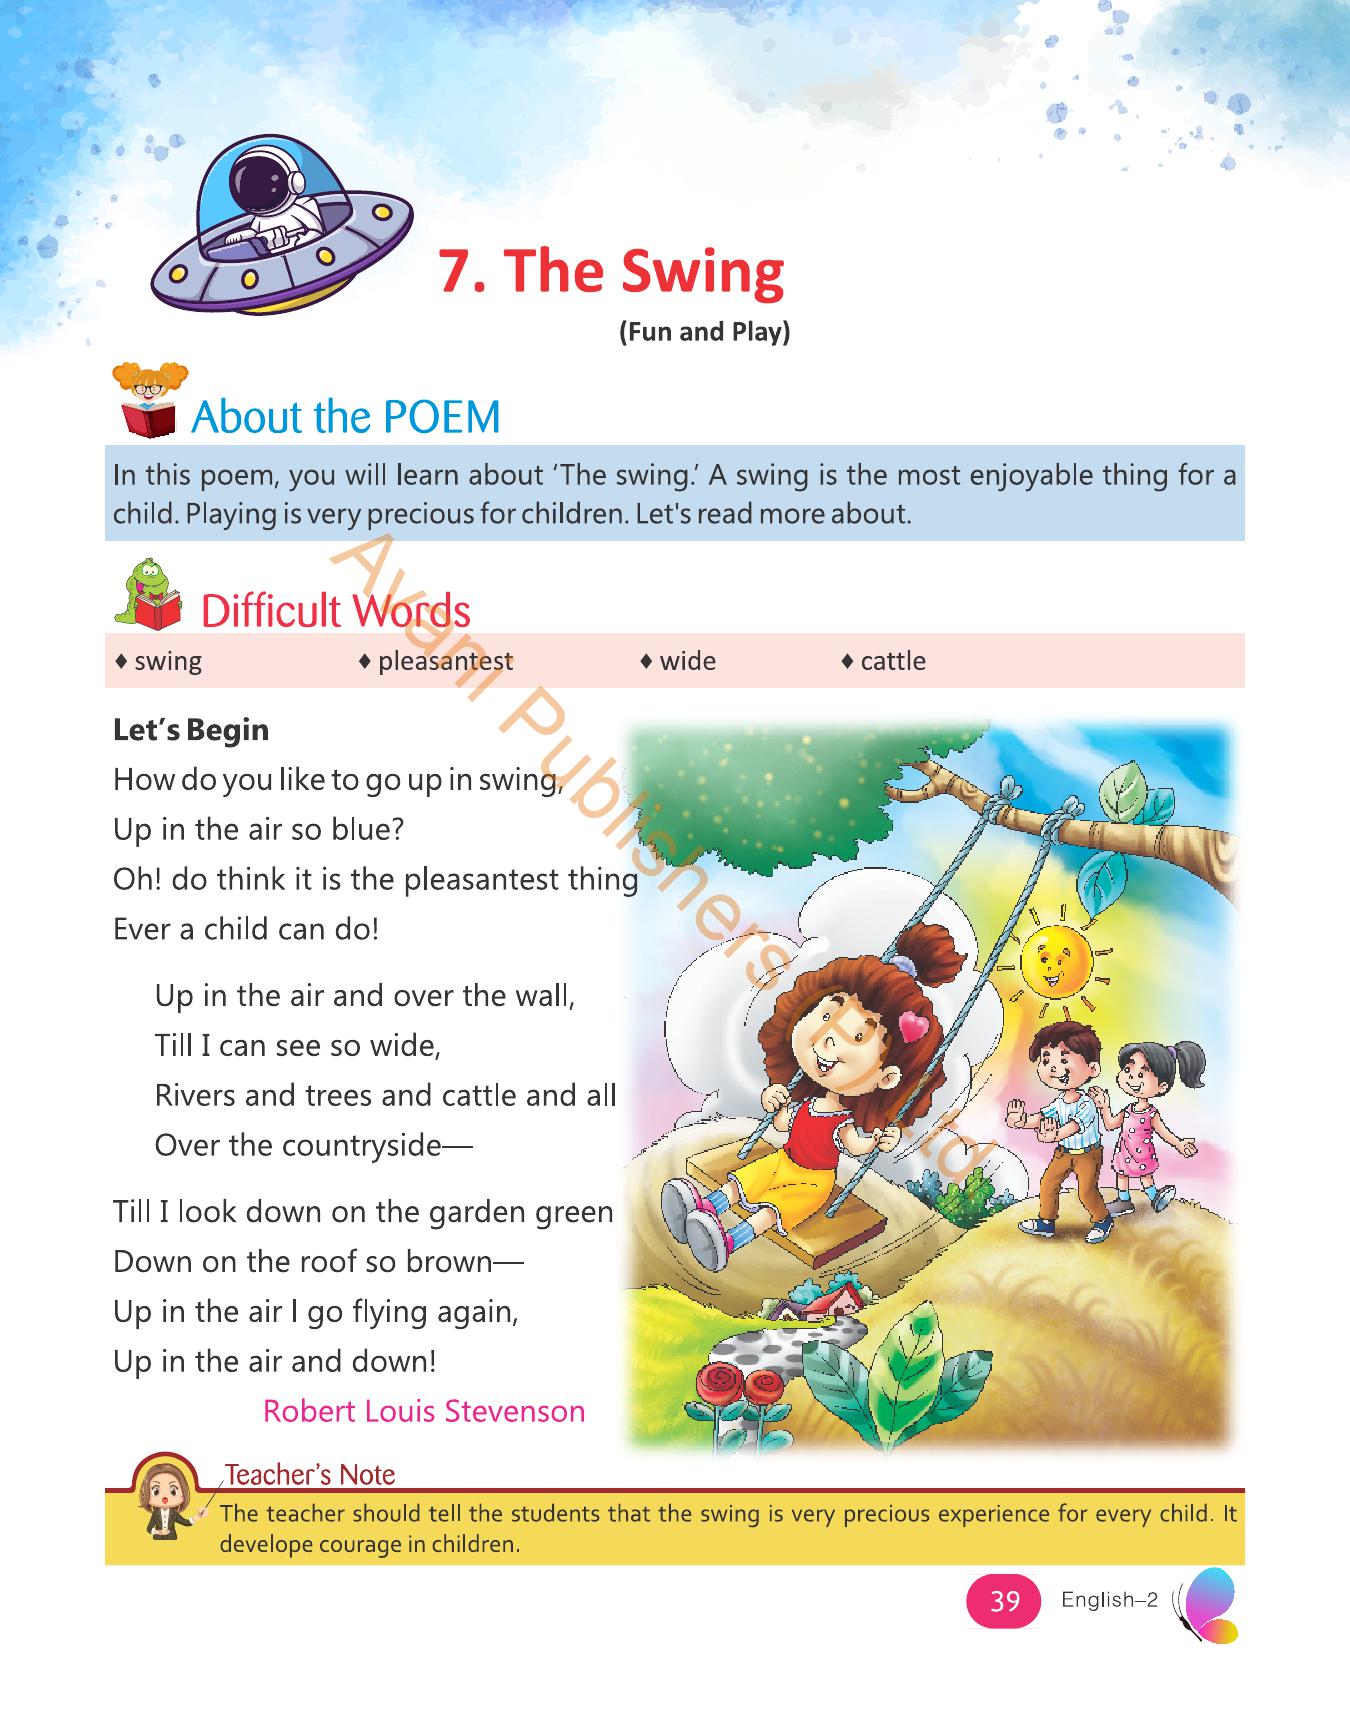 7. The Swing
(Fun and Play)
About the POEM
In this poem, you will learn about ‘The swing.’ A swing is the most enjoyable thing for a
child. Playing is very precious for children. Let's read more about.
Difficult Words
♦ swing ♦ pleasantest ♦ wide ♦ cattle
Let’s Begin
How do you like to go up in swing,
Up in the air so blue?
Oh! do think it is the pleasantest thing
Ever a child can do!
Up in the air and over the wall,
Till I can see so wide,
Rivers and trees and cattle and all
Over the countryside—
Till I look down on the garden green
Down on the roof so brown—
Up in the air I go flying again,
Up in the air and down!
Robert Louis Stevenson
Avani Publishers (P) Ltd
Teacher’s Note
The teacher should tell the students that the swing is very precious experience for every child. It
develope courage in children.
39 English–2